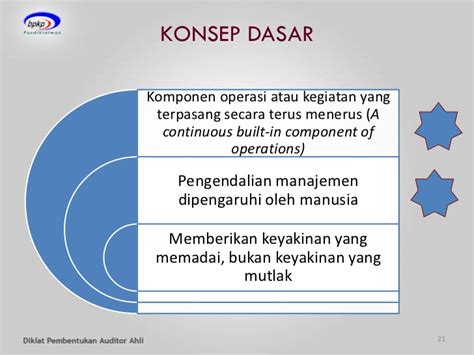 bpkp
Pusdiklatwas
KONSEP DASAR
Komponen operasi atau kegiatan yang
terpasang secara terus menerus (A
continuous built-in component of
operations)
Pengendalian manajemen
dipengaruhi oleh manusia
Memberikan keyakinan yang
memadai, bukan keyakinan yang
mutlak
Diklat Pembentukan Auditor Ahli
21